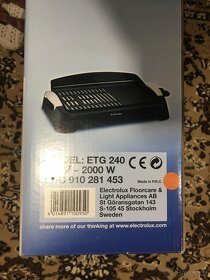 DEL: ETG 240
V ~ 2000 W
910 281 453
CE
Electrolux Floorcare &
Light Appliances AB
St Göransgatan 143
S-105 45 Stockholm
Sweden
Made in P.R.C.
share more of our thinking at www.electrolux.com